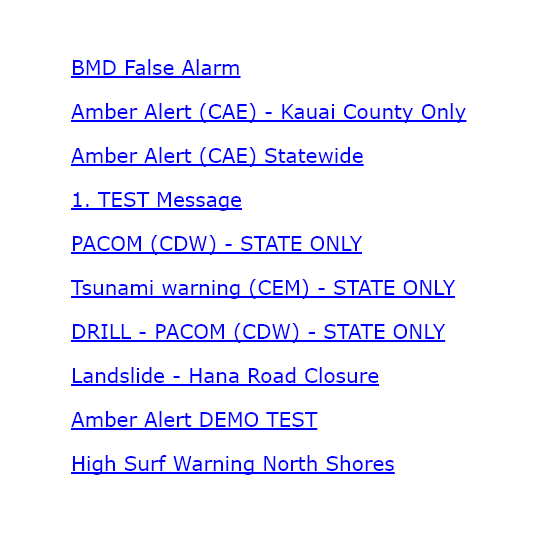 BMD False Alarm
Amber Alert (CAE) - Kauai County Only
Amber Alert (CAE) Statewide
1. TEST Message
PACOM (CDW) - STATE ONLY
Tsunami warning (CEM) - STATE ONLY
DRILL - PACOM (CDW) - STATE ONLY
Landslide - Hana Road Closure
Amber Alert DEMO TEST
High Surf Warning North Shores